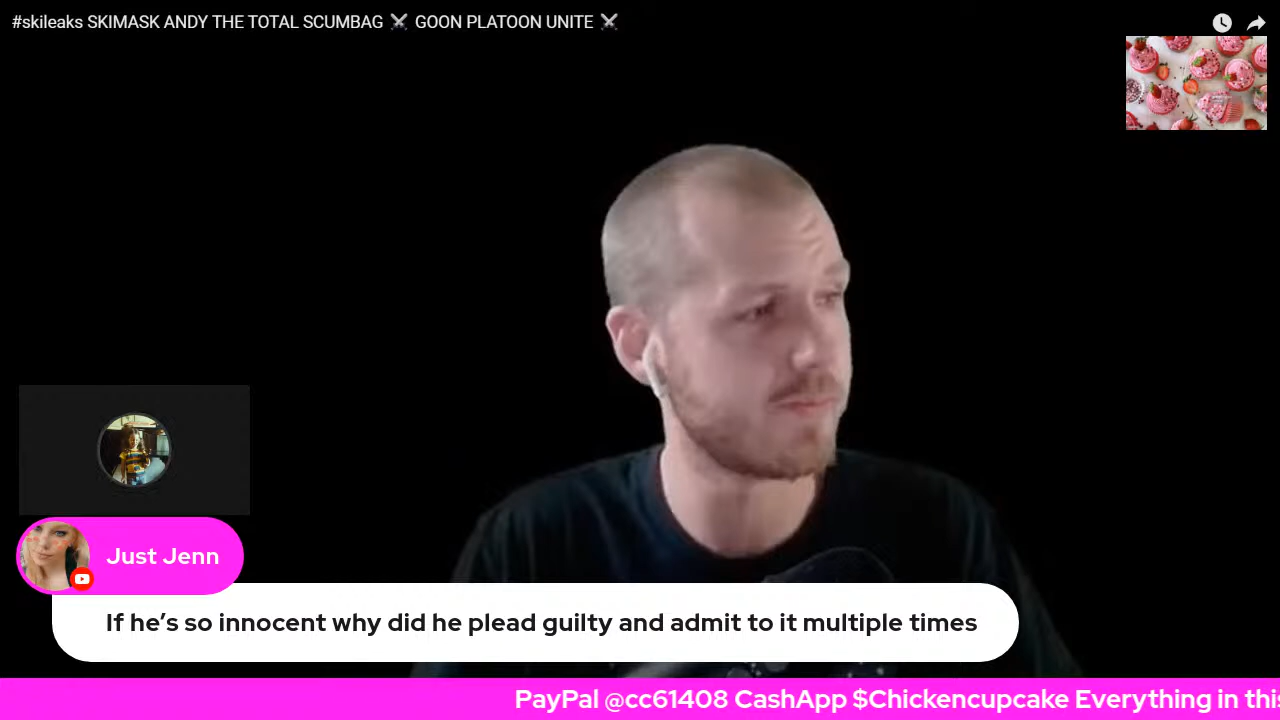 #skileaks SKIMASK ANDY THE TOTAL SCUMBAG ⚔ GOON PLATOON UNITE ⚔
Just Jenn
If he’s so innocent why did he plead guilty and admit to it multiple times
PayPal @cc61408 CashApp $Chickencupcake Everything in this